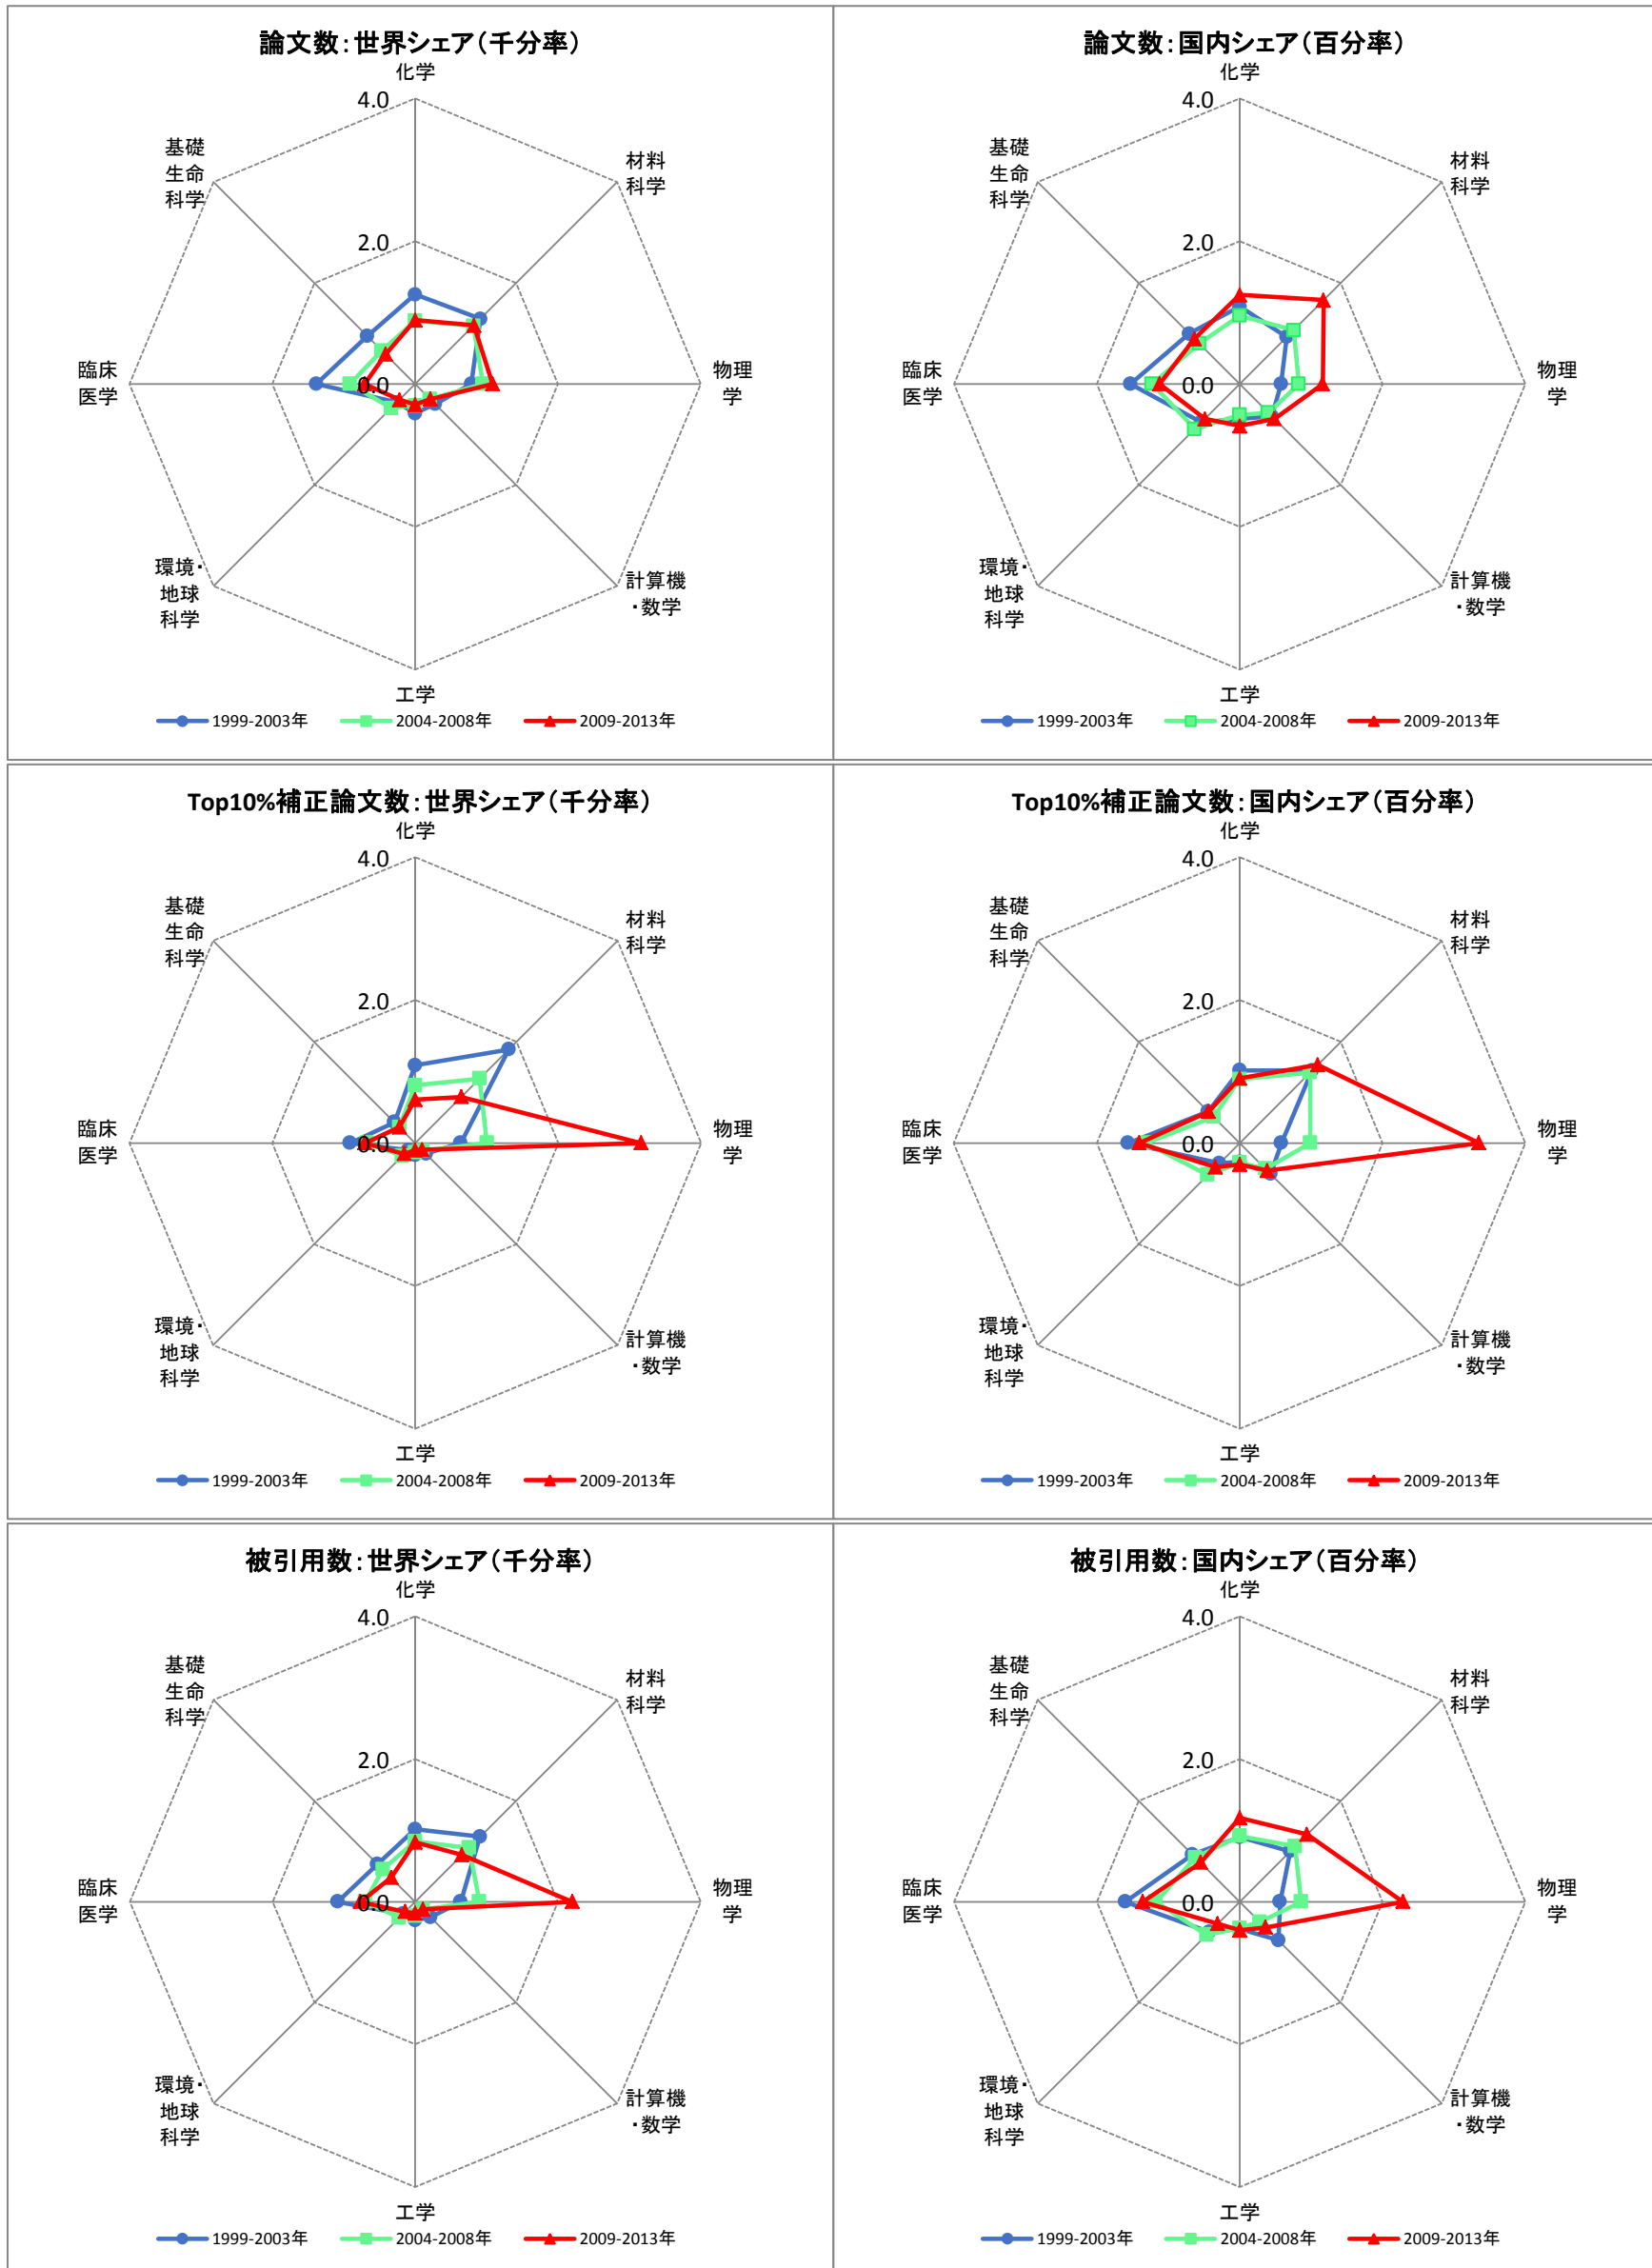 論文数：世界シェア（千分率）
化学
4.0
基礎
生命
科学
材料
科学
2.0
臨床
医学
0.0
物理
学
環境・
地球
科学
計算機
・数学
工学
1999-2003年 2004-2008年 2009-2013年
論文数：国内シェア（百分率）
化学
4.0
基礎
生命
科学
材料
科学
2.0
臨床
医学
0.0
物理
学
環境・
地球
科学
計算機
・数学
工学
1999-2003年 2004-2008年 2009-2013年
Top10%補正論文数：世界シェア（千分率）
化学
4.0
基礎
生命
科学
材料
科学
2.0
臨床
医学
0.0
物理
学
環境・
地球
科学
計算機
・数学
工学
1999-2003年 2004-2008年 2009-2013年
Top10%補正論文数：国内シェア（百分率）
化学
4.0
基礎
生命
科学
材料
科学
2.0
臨床
医学
0.0
物理
学
環境・
地球
科学
計算機
・数学
工学
1999-2003年 2004-2008年 2009-2013年
被引用数：世界シェア（千分率）
化学
4.0
基礎
生命
科学
材料
科学
2.0
臨床
医学
0.0
物理
学
環境・
地球
科学
計算機
・数学
工学
1999-2003年 2004-2008年 2009-2013年
被引用数：国内シェア（百分率）
化学
4.0
基礎
生命
科学
材料
科学
2.0
臨床
医学
0.0
物理
学
環境・
地球
科学
計算機
・数学
工学
1999-2003年 2004-2008年 2009-2013年